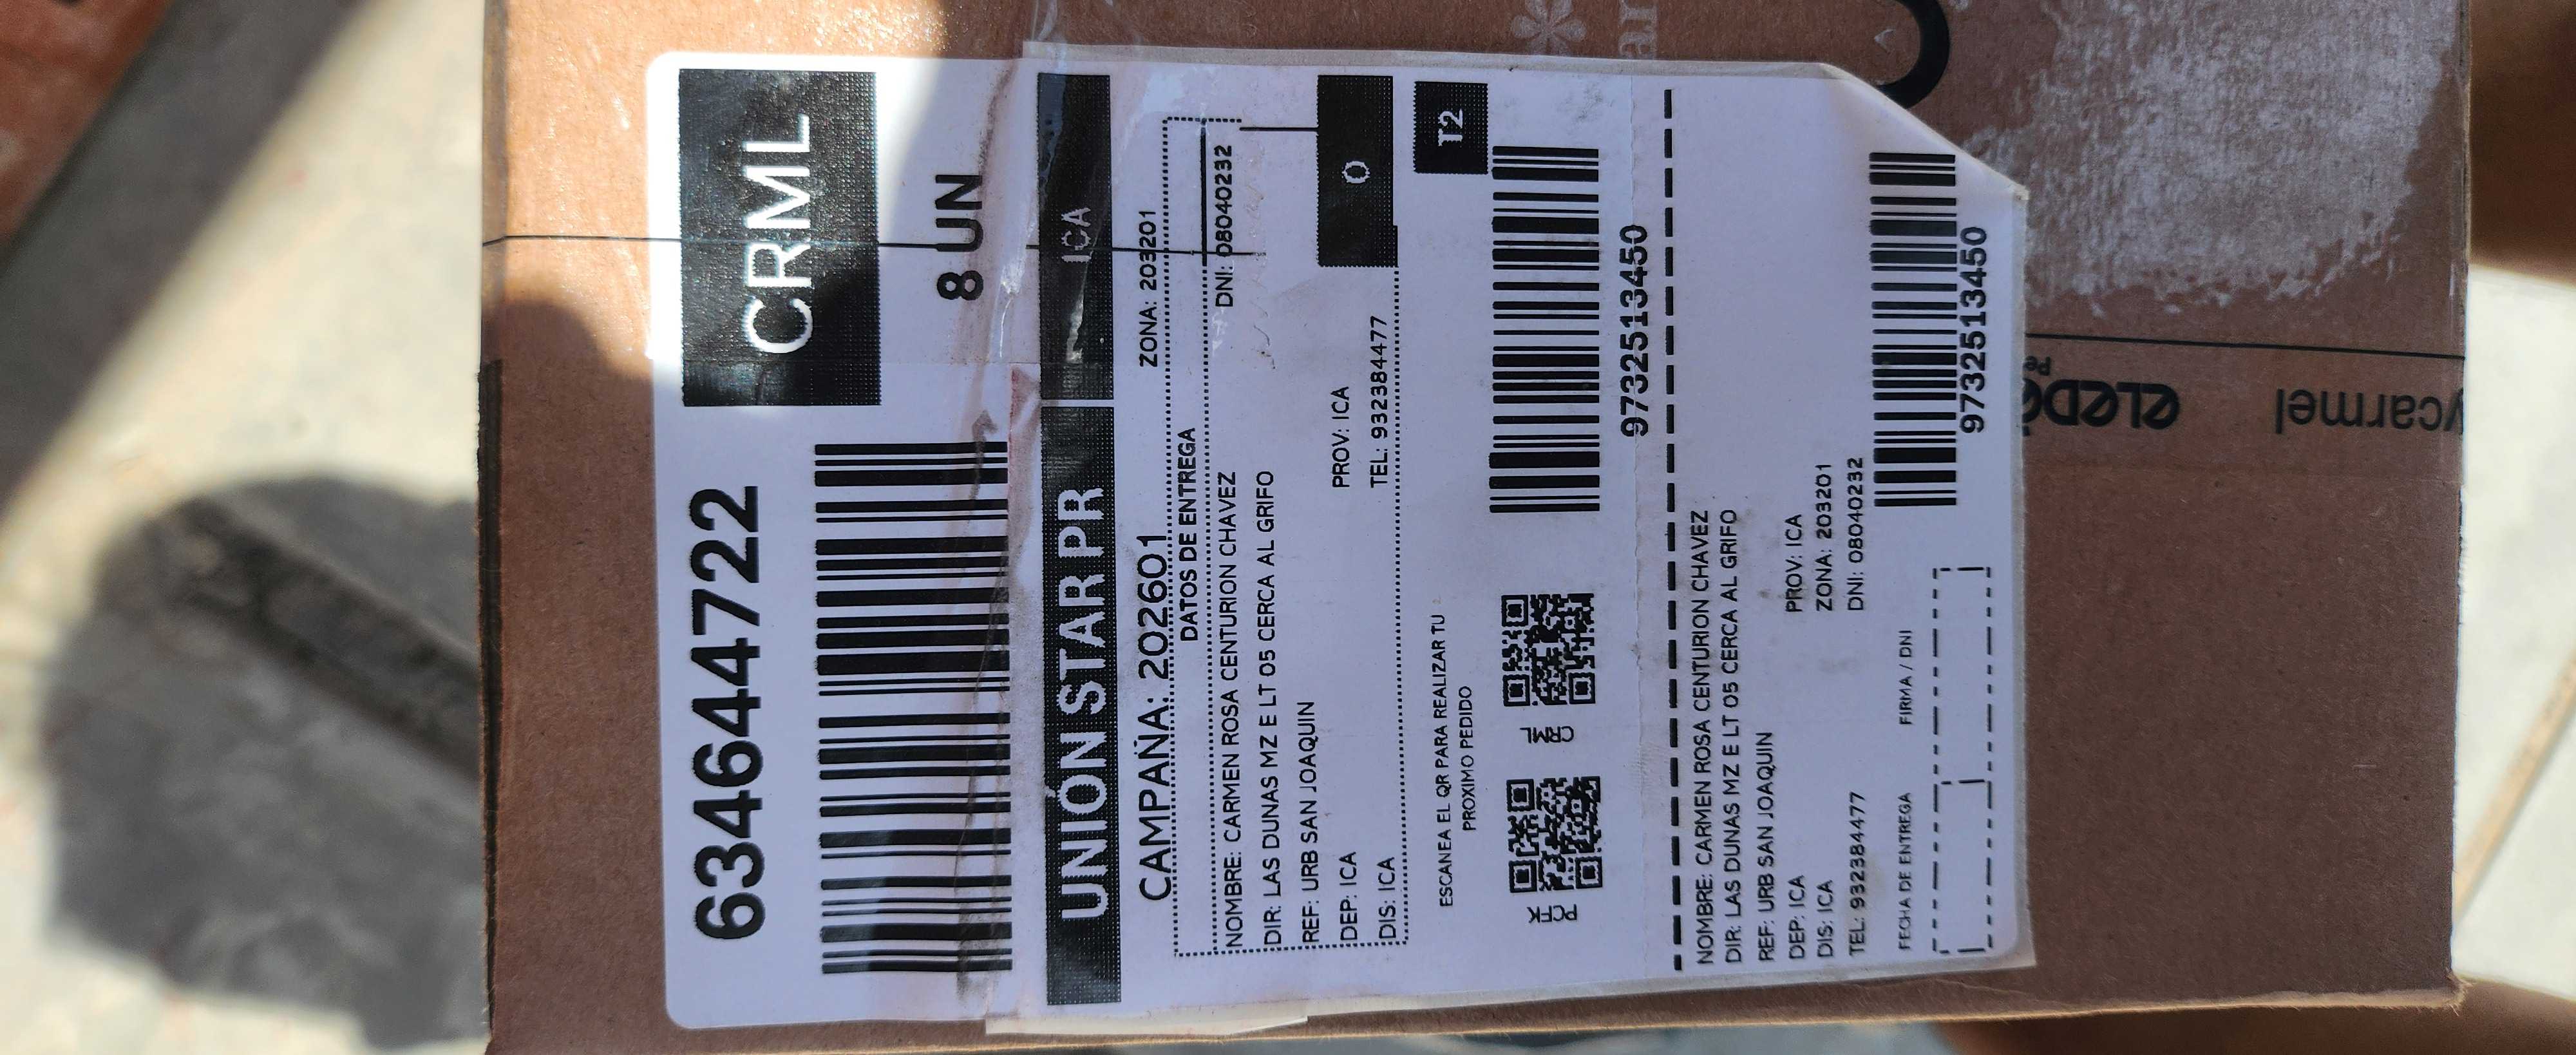 6346444722
CRML
8 UN
UNIÓN STAR PR
ICA
CAMPAÑA: 202601
ZONA: 203201
DATOS DE ENTREGA
NOMBRE: CARMEN ROSA CENTURION CHAVEZ
DNI: 08040232
DIR: LAS DUNAS MZ E LT 05 CERCA AL GRIFO
REF: URB SAN JOAQUIN
DEP: ICA
PROV: ICA
DIS: ICA
TEL: 932384477
O
T2
ESCANEA EL QR PARA REALIZAR TU
PROXIMO PEDIDO
PCFK
CRML
9732513450
NOMBRE: CARMEN ROSA CENTURION CHAVEZ
DIR: LAS DUNAS MZ E LT 05 CERCA AL GRIFO
REF: URB SAN JOAQUIN
DEP: ICA
PROV: ICA
DIS: ICA
ZONA: 203201
TEL: 932384477
DNI: 08040232
FECHA DE ENTREGA
FIRMA / DNI
9732513450
ycarmel